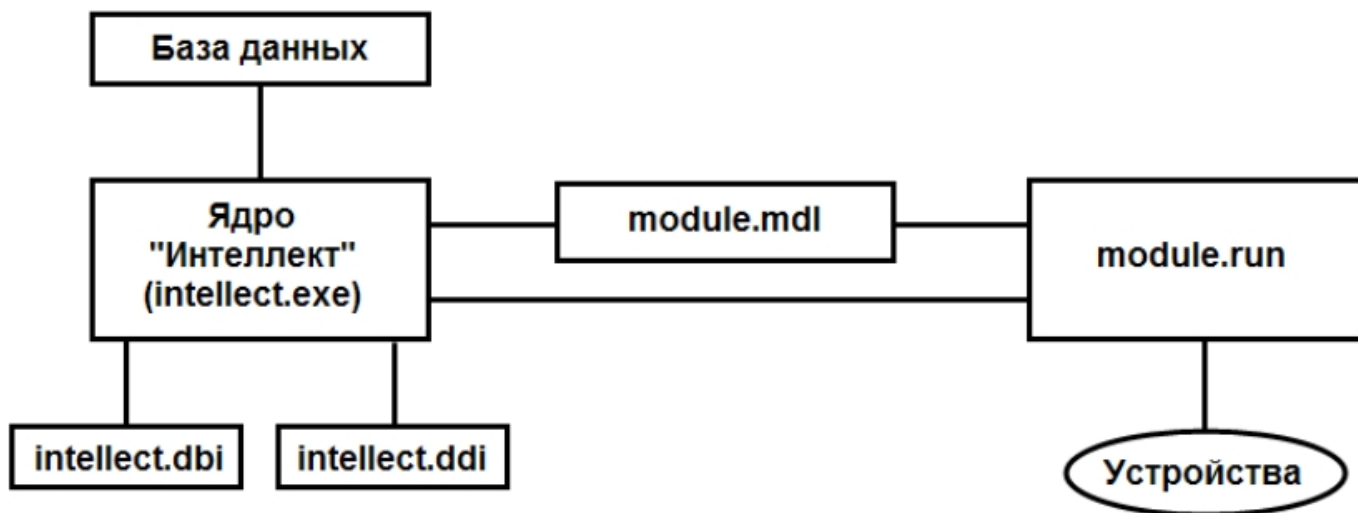 База данных
Ядро
"Интеллект"
(intellect.exe)
module.mdl
module.run
intellect.dbi
intellect.ddi
Устройства